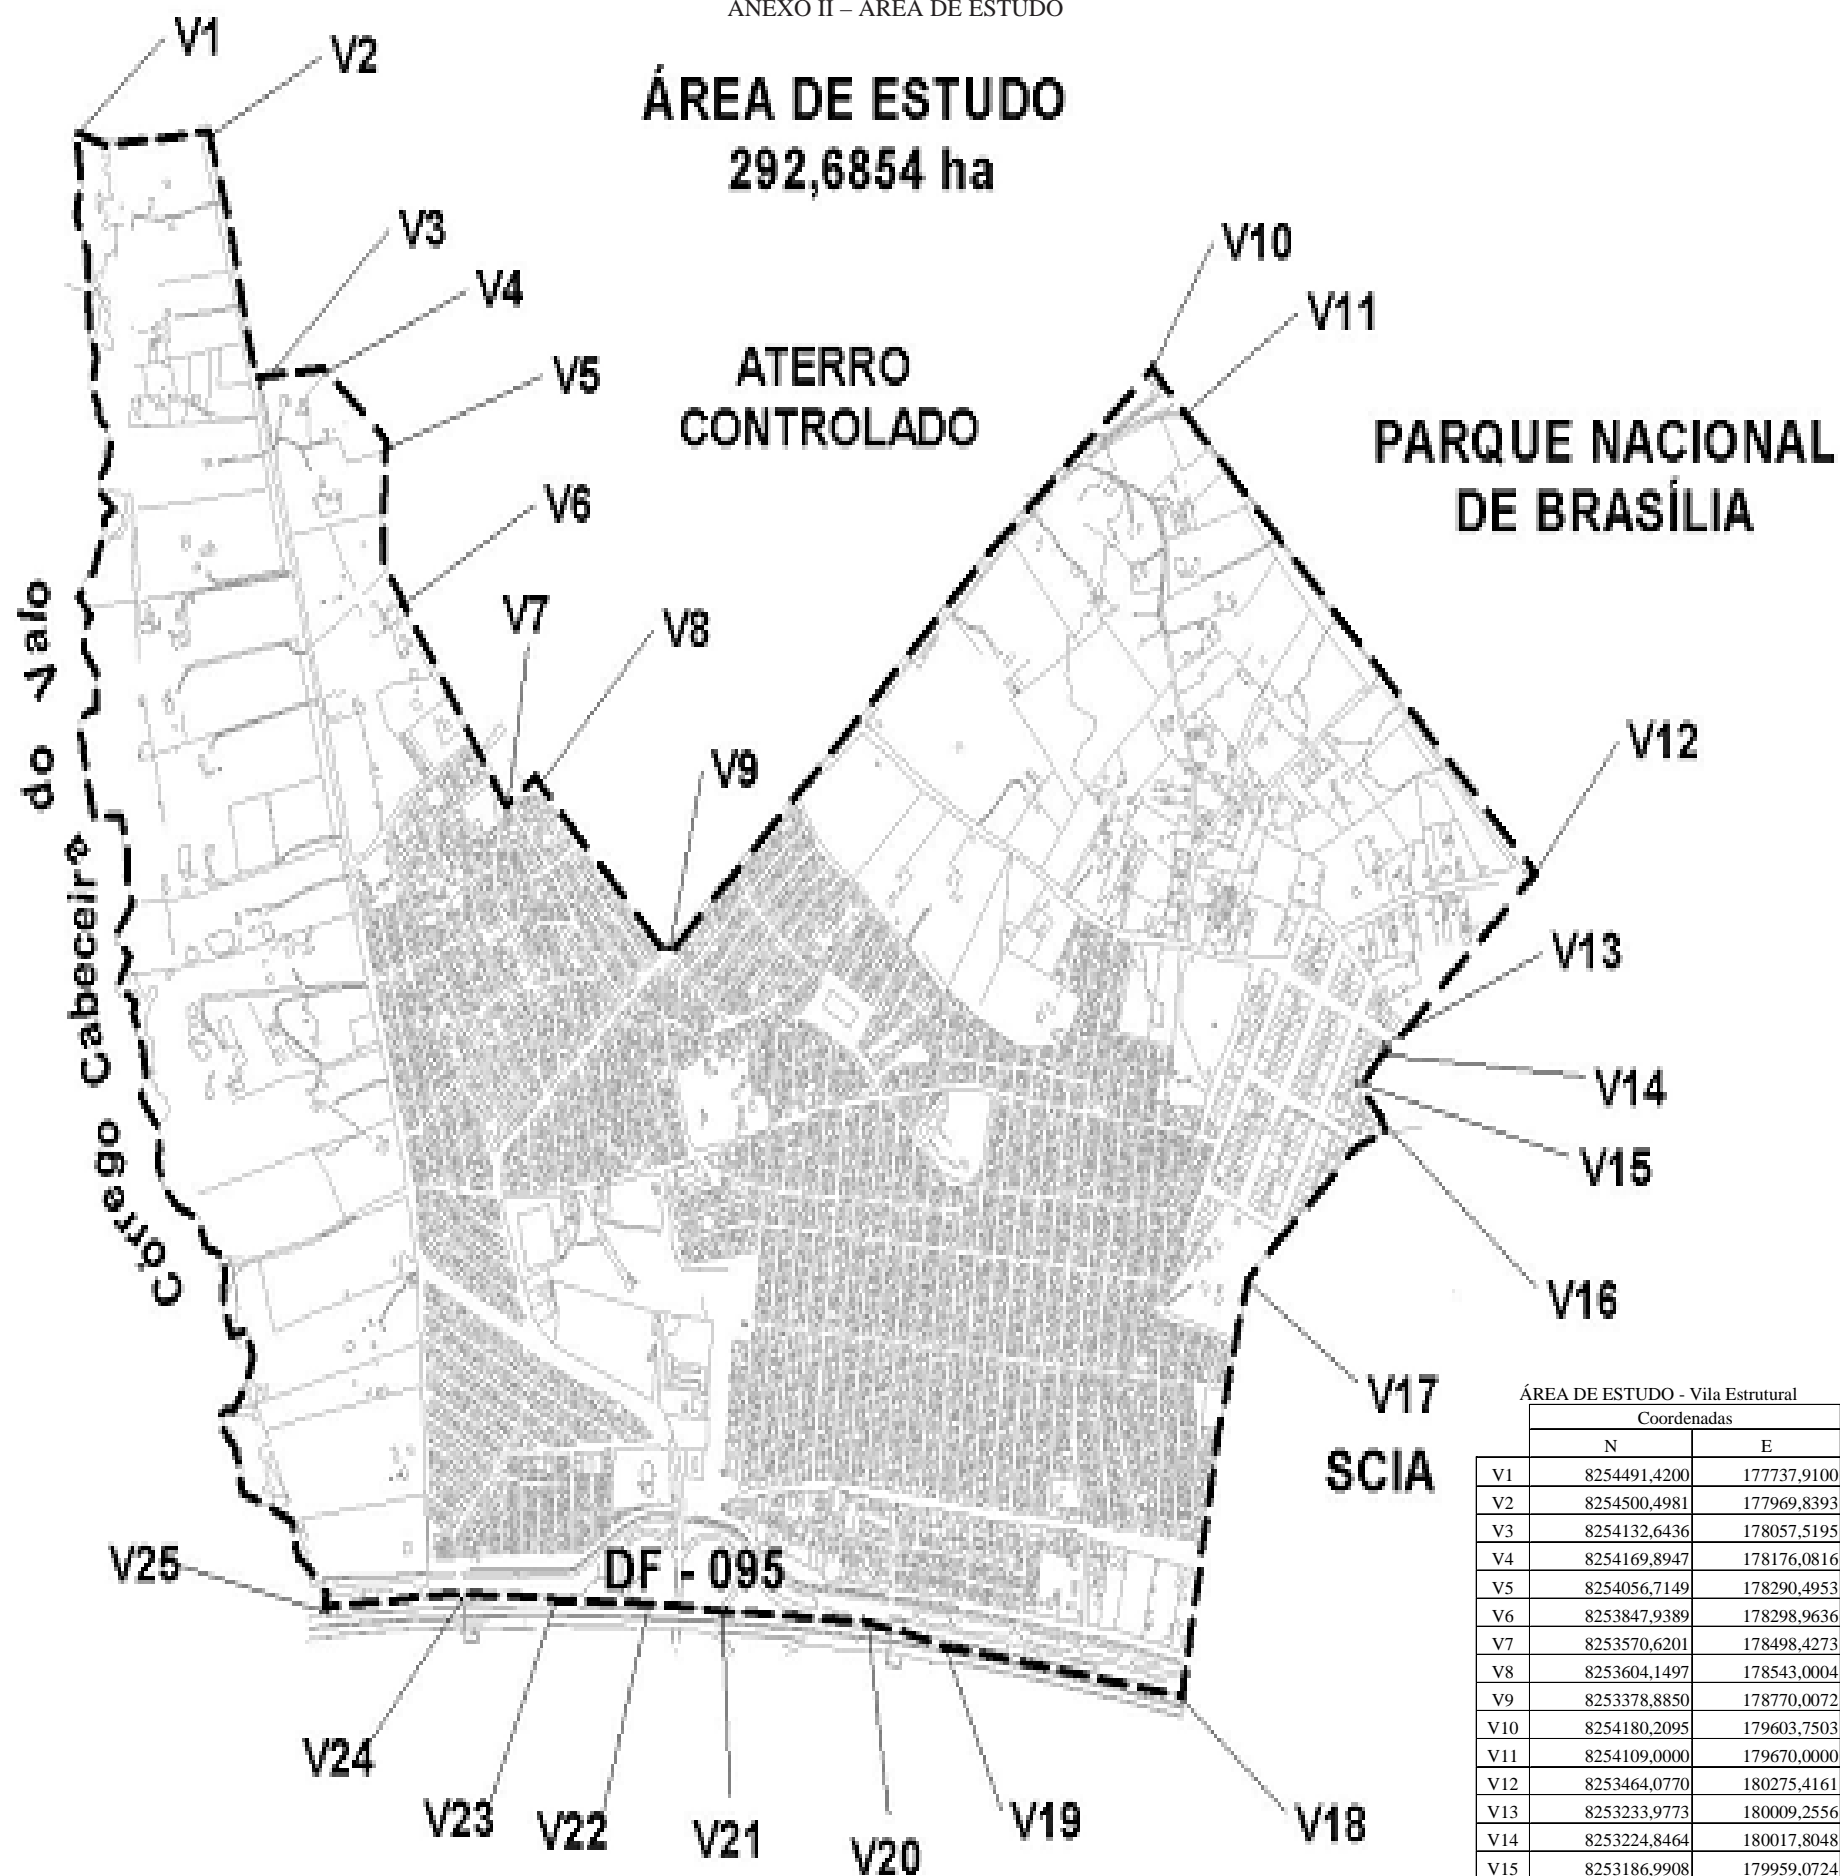 ANEXO II – ÁREA DE ESTUDO
V1
V2
ÁREA DE ESTUDO
292,6854 ha
V3
V4
V5
V6
V7
V8
V9
V10
V11
ATERRO
CONTROLADO
PARQUE NACIONAL
DE BRASÍLIA
V12
V13
V14
V15
V16
V17
SCIA
Córrego Cabeceira do Valo
V25
DF - 095
V24
V23
V22
V21
V20
V19
V18
ÁREA DE ESTUDO - Vila Estrutural
Coordenadas
N E
V1 8254491,4200 177737,9100
V2 8254500,4981 177969,8393
V3 8254132,6436 178057,5195
V4 8254169,8947 178176,0816
V5 8254056,7149 178290,4953
V6 8253847,9389 178298,9636
V7 8253570,6201 178498,4273
V8 8253604,1497 178543,0004
V9 8253378,8850 178770,0072
V10 8254180,2095 179603,7503
V11 8254109,0000 179670,0000
V12 8253464,0770 180275,4161
V13 8253233,9773 180009,2556
V14 8253224,8464 180017,8048
V15 8253186,9908 179959,0724